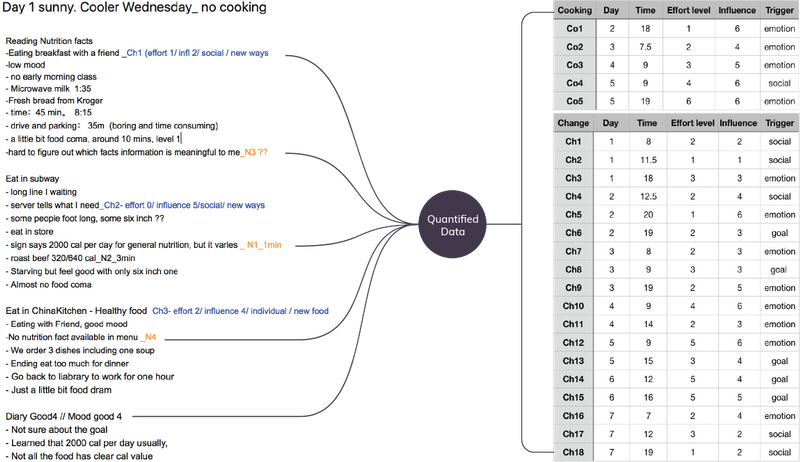 Day 1 sunny. Cooler Wednesday_ no cooking
Reading Nutrition facts
-Eating breakfast with a friend _Ch1 (effort 1/ infl 2/ social / new ways
-low mood
- no early morning class
- Microwave milk 1:35
-Fresh bread from Kroger
- time: 45 min。 8:15
- drive and parking: 35m (boring and time consuming)
- a little bit food coma, around 10 mins, level 1
-hard to figure out which facts information is meaningful to me_N3 ??
Eat in subway
- long line I waiting
- server tells what I need_Ch2- effort 0/ influence 5/social/ new ways
- some people foot long, some six inch ??
- eat in store
- sign says 2000 cal per day for general nutrition, but it varies _ N1_1min
- roast beef 320/640 cal_N2_3min
- Starving but feel good with only six inch one
- Almost no food coma
Eat in ChinaKitchen - Healthy food Ch3- effort 2/ influence 4/ individual / new food
- Eating with Friend, good mood
-No nutrition fact available in menu _N4
- We order 3 dishes including one soup
- Ending eat too much for dinner
- Go back to liabrary to work for one hour
- Just a little bit food dram
Diary Good4 // Mood good 4
- Not sure about the goal
- Learned that 2000 cal per day usually,
- Not all the food has clear cal value
Quantified
Data
Cooking Day Time Effort level Influence Trigger
Co1 2 18 1 6 emotion
Co2 3 7.5 2 4 emotion
Co3 4 9 3 5 emotion
Co4 5 9 4 6 social
Co5 5 19 6 6 emotion
Change Day Time Effort level Influence Trigger
Ch1 1 8 2 2 social
Ch2 1 11.5 1 1 social
Ch3 1 18 3 3 emotion
Ch4 2 12.5 2 4 social
Ch5 2 20 1 6 emotion
Ch6 2 19 2 3 goal
Ch7 3 8 2 3 emotion
Ch8 3 9 3 3 goal
Ch9 3 19 2 5 emotion
Ch10 4 9 4 6 emotion
Ch11 4 14 2 3 emotion
Ch12 5 9 5 6 emotion
Ch13 5 15 3 4 goal
Ch14 6 12 5 4 goal
Ch15 6 16 5 5 goal
Ch16 7 7 2 4 emotion
Ch17 7 12 3 2 social
Ch18 7 19 1 2 social